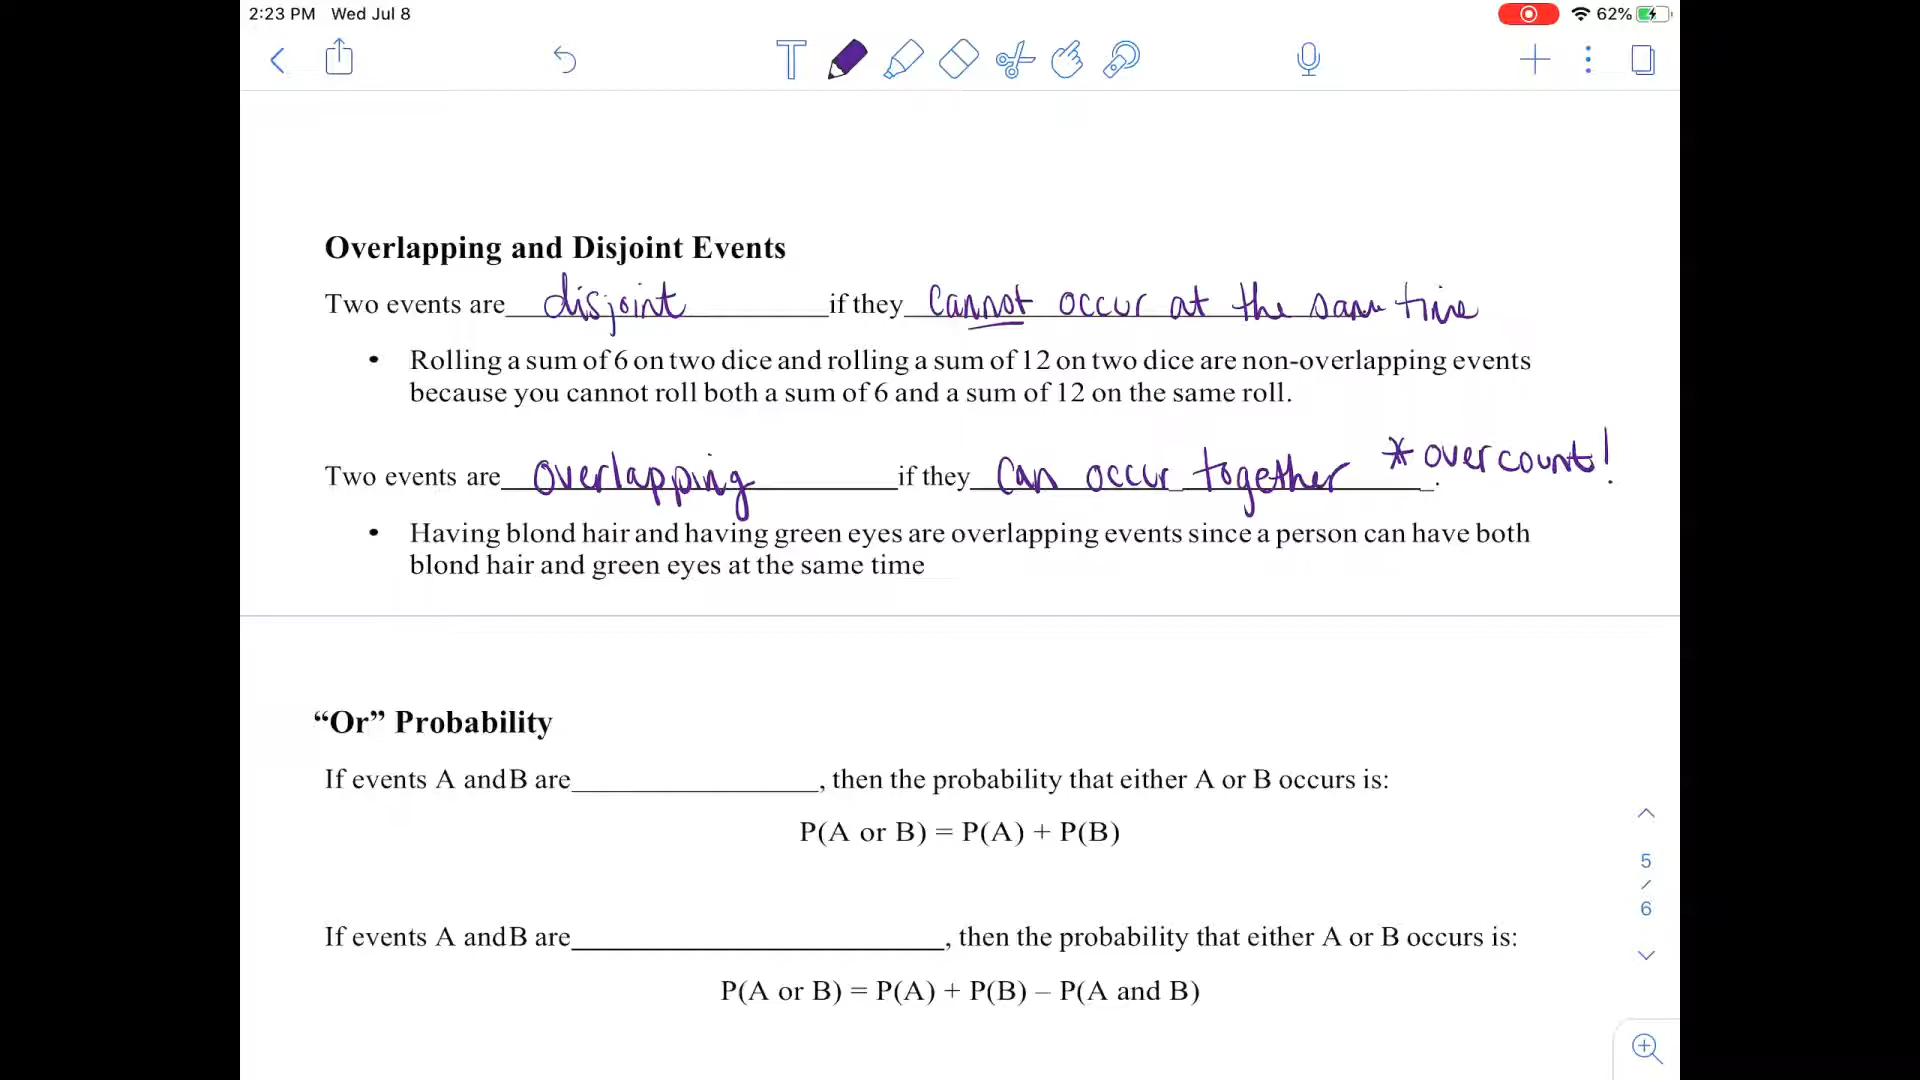 2:23 PM Wed Jul 8
62%
Overlapping and Disjoint Events
Two events are disjoint if they cannot occur at the same time
• Rolling a sum of 6 on two dice and rolling a sum of 12 on two dice are non-overlapping events
because you cannot roll both a sum of 6 and a sum of 12 on the same roll.
* overcount!
Two events are overlapping if they can occur together.
• Having blond hair and having green eyes are overlapping events since a person can have both
blond hair and green eyes at the same time
“Or” Probability
If events A and B are____________, then the probability that either A or B occurs is:
P(A or B) = P(A) + P(B)
5
/
6
If events A and B are____________, then the probability that either A or B occurs is:
P(A or B) = P(A) + P(B) – P(A and B)